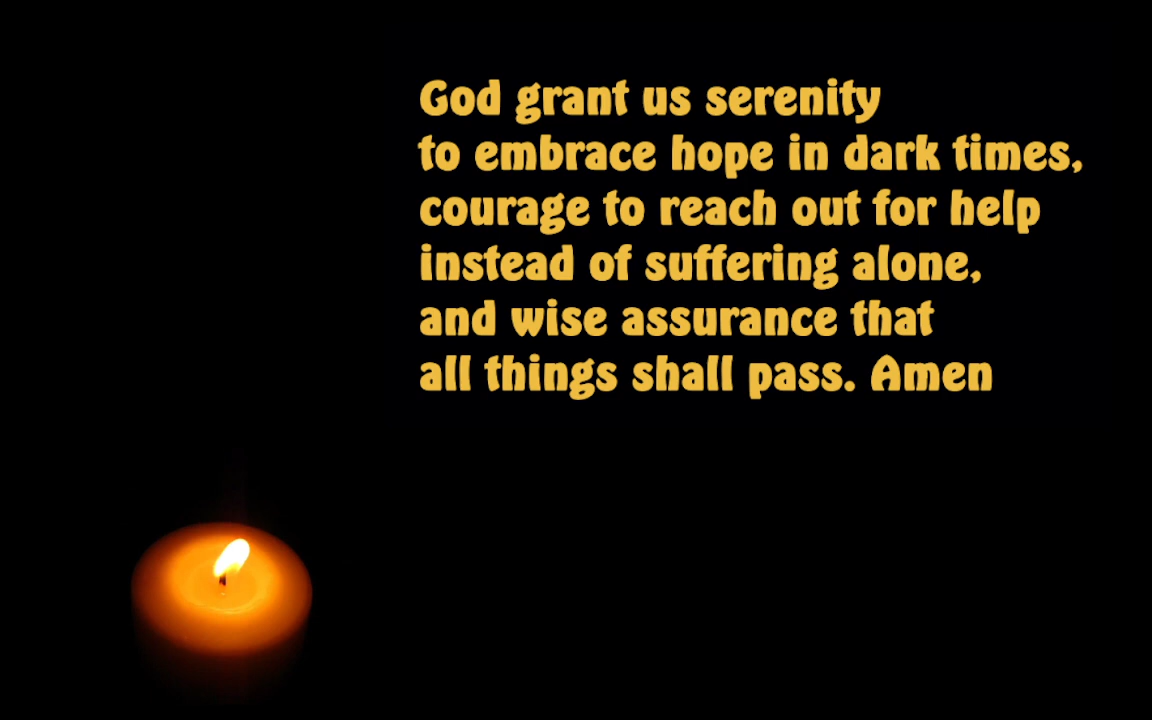 God grant us serenity
to embrace hope in dark times,
courage to reach out for help
instead of suffering alone,
and wise assurance that
all things shall pass. Amen